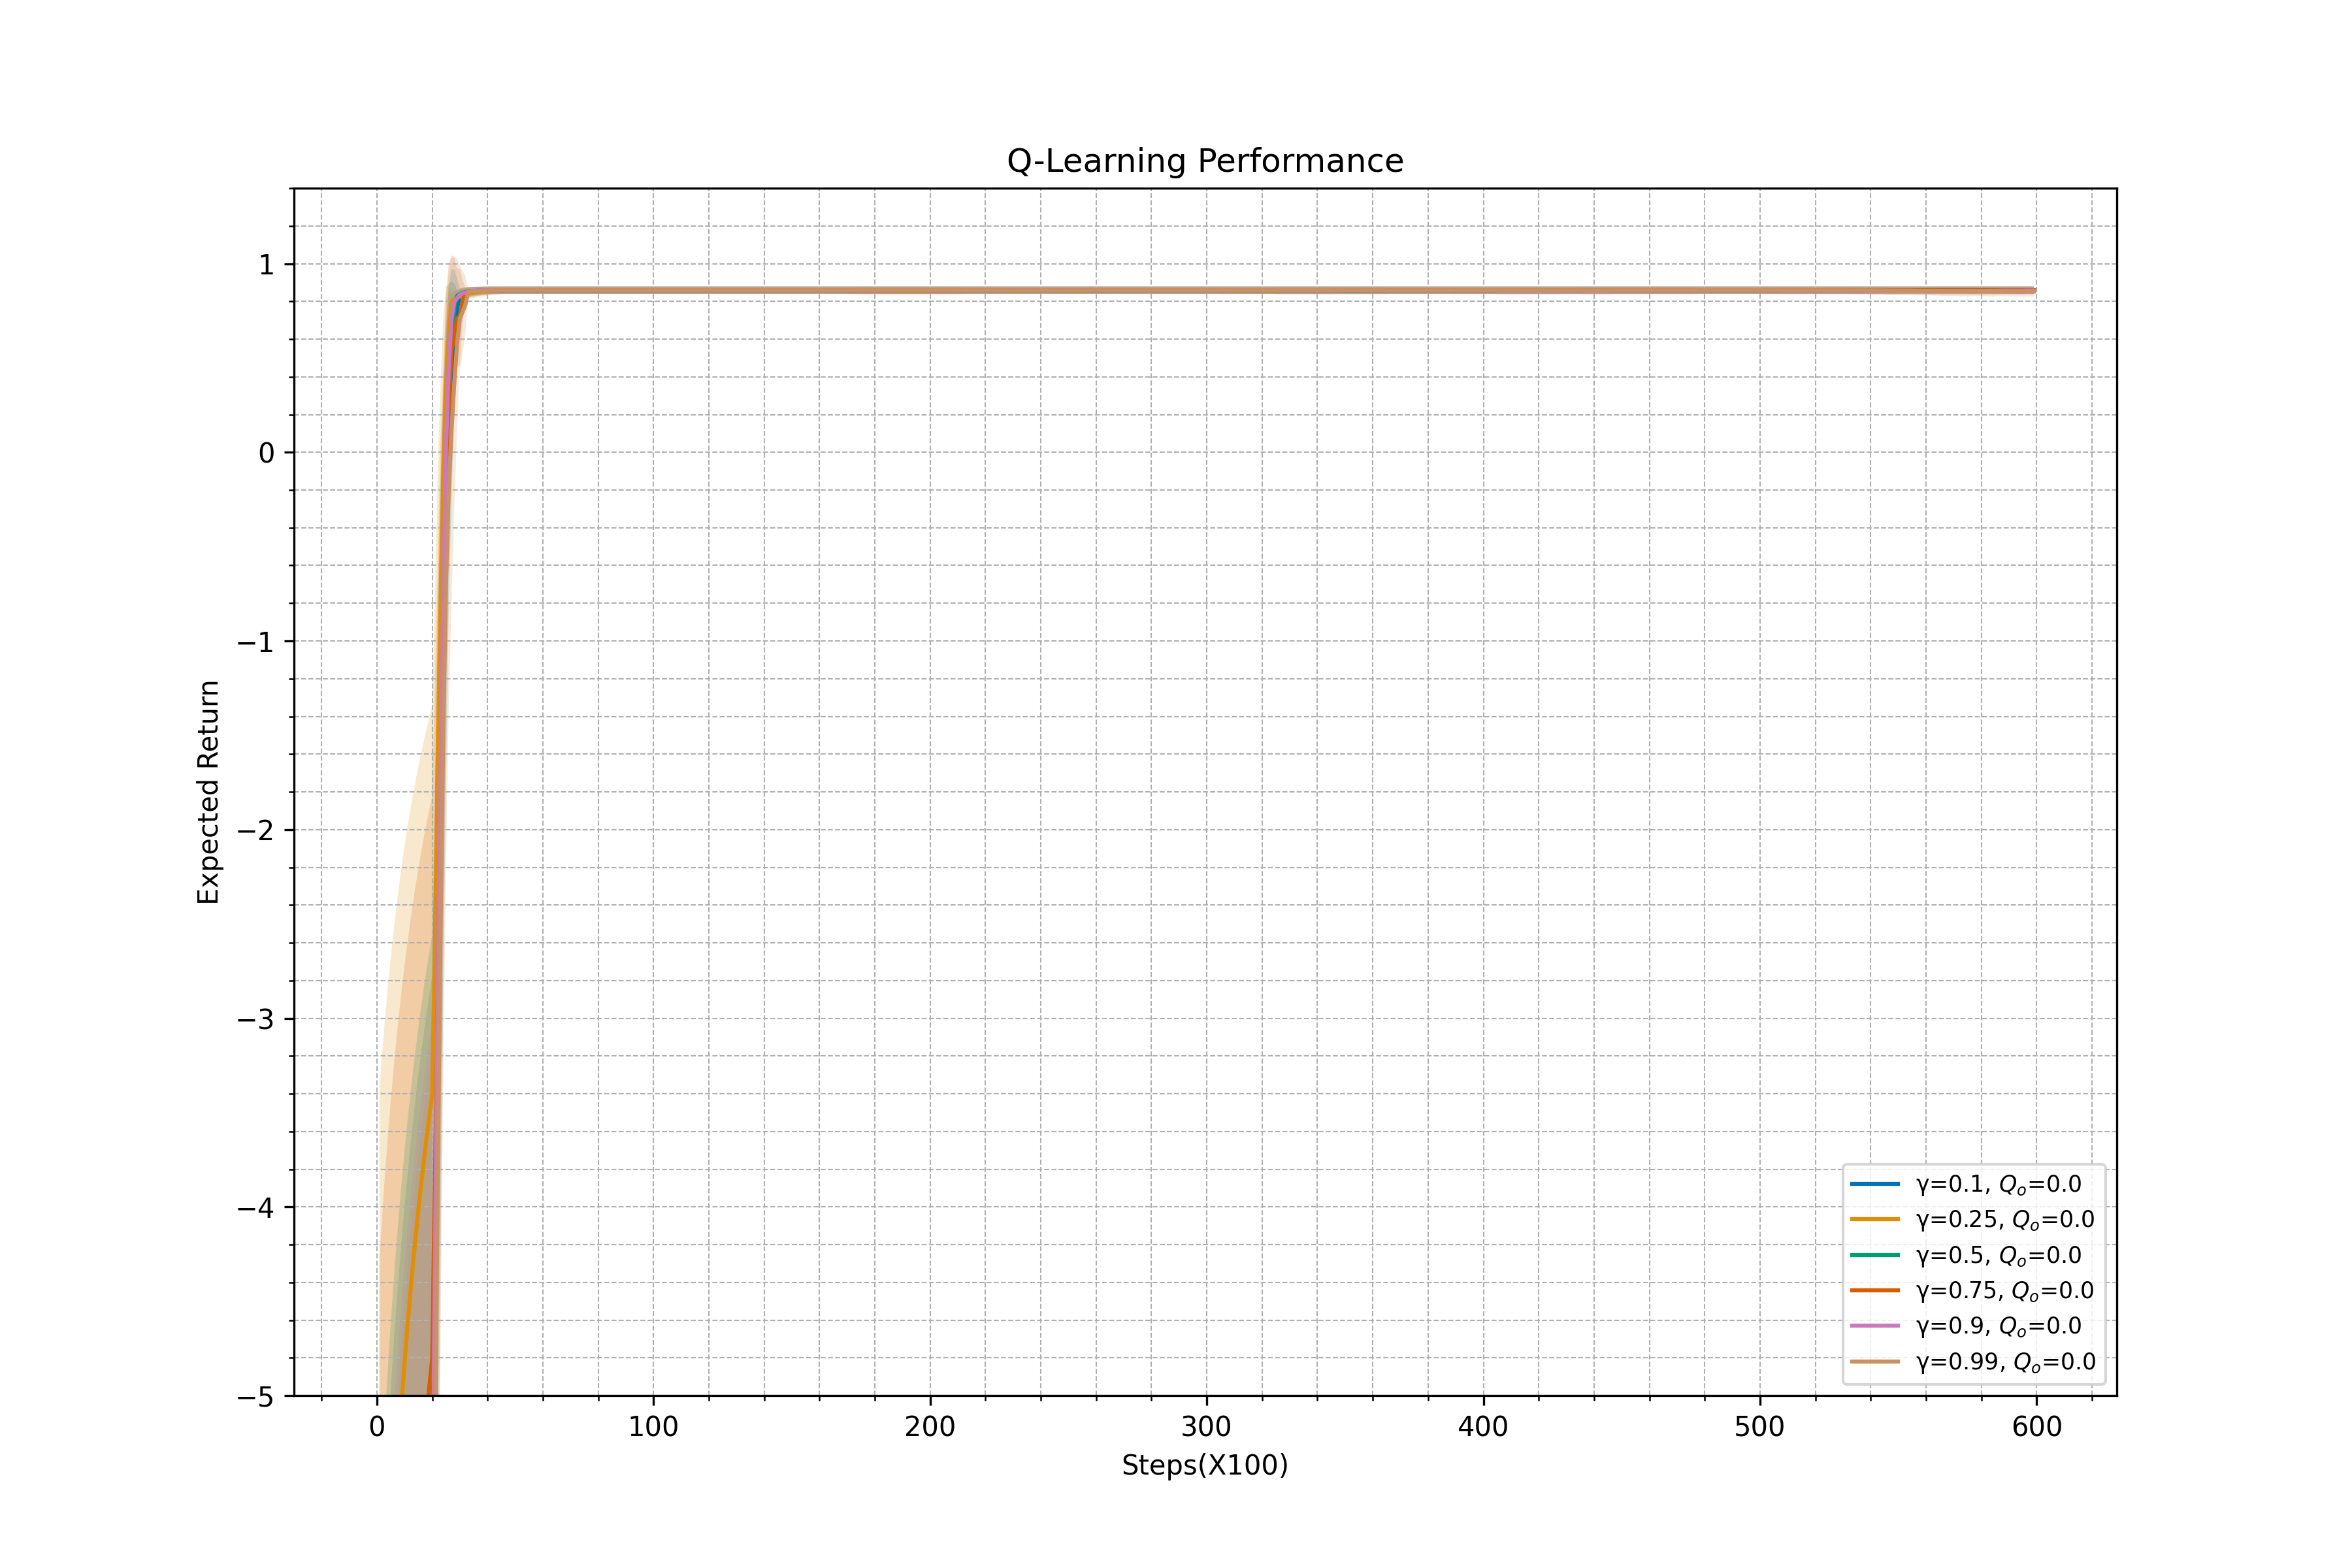 Q-Learning Performance
Expected Return
1
0
−1
−2
−3
−4
−5
0 100 200 300 400 500 600
Steps(X100)
γ=0.1, Qₒ=0.0
γ=0.25, Qₒ=0.0
γ=0.5, Qₒ=0.0
γ=0.75, Qₒ=0.0
γ=0.9, Qₒ=0.0
γ=0.99, Qₒ=0.0